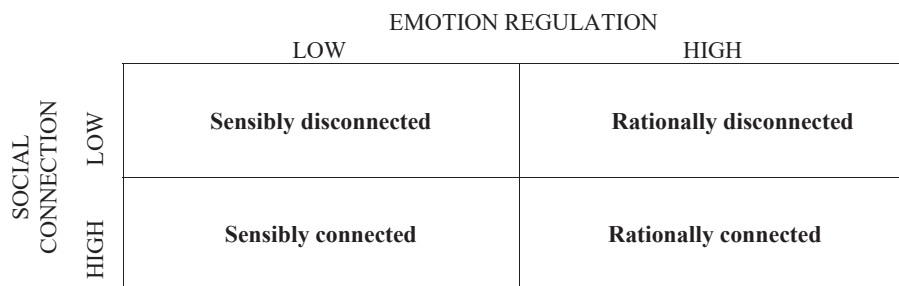 EMOTION REGULATION
LOW HIGH
SOCIAL
CONNECTION
LOW
Sensibly disconnected Rationally disconnected
HIGH
Sensibly connected Rationally connected